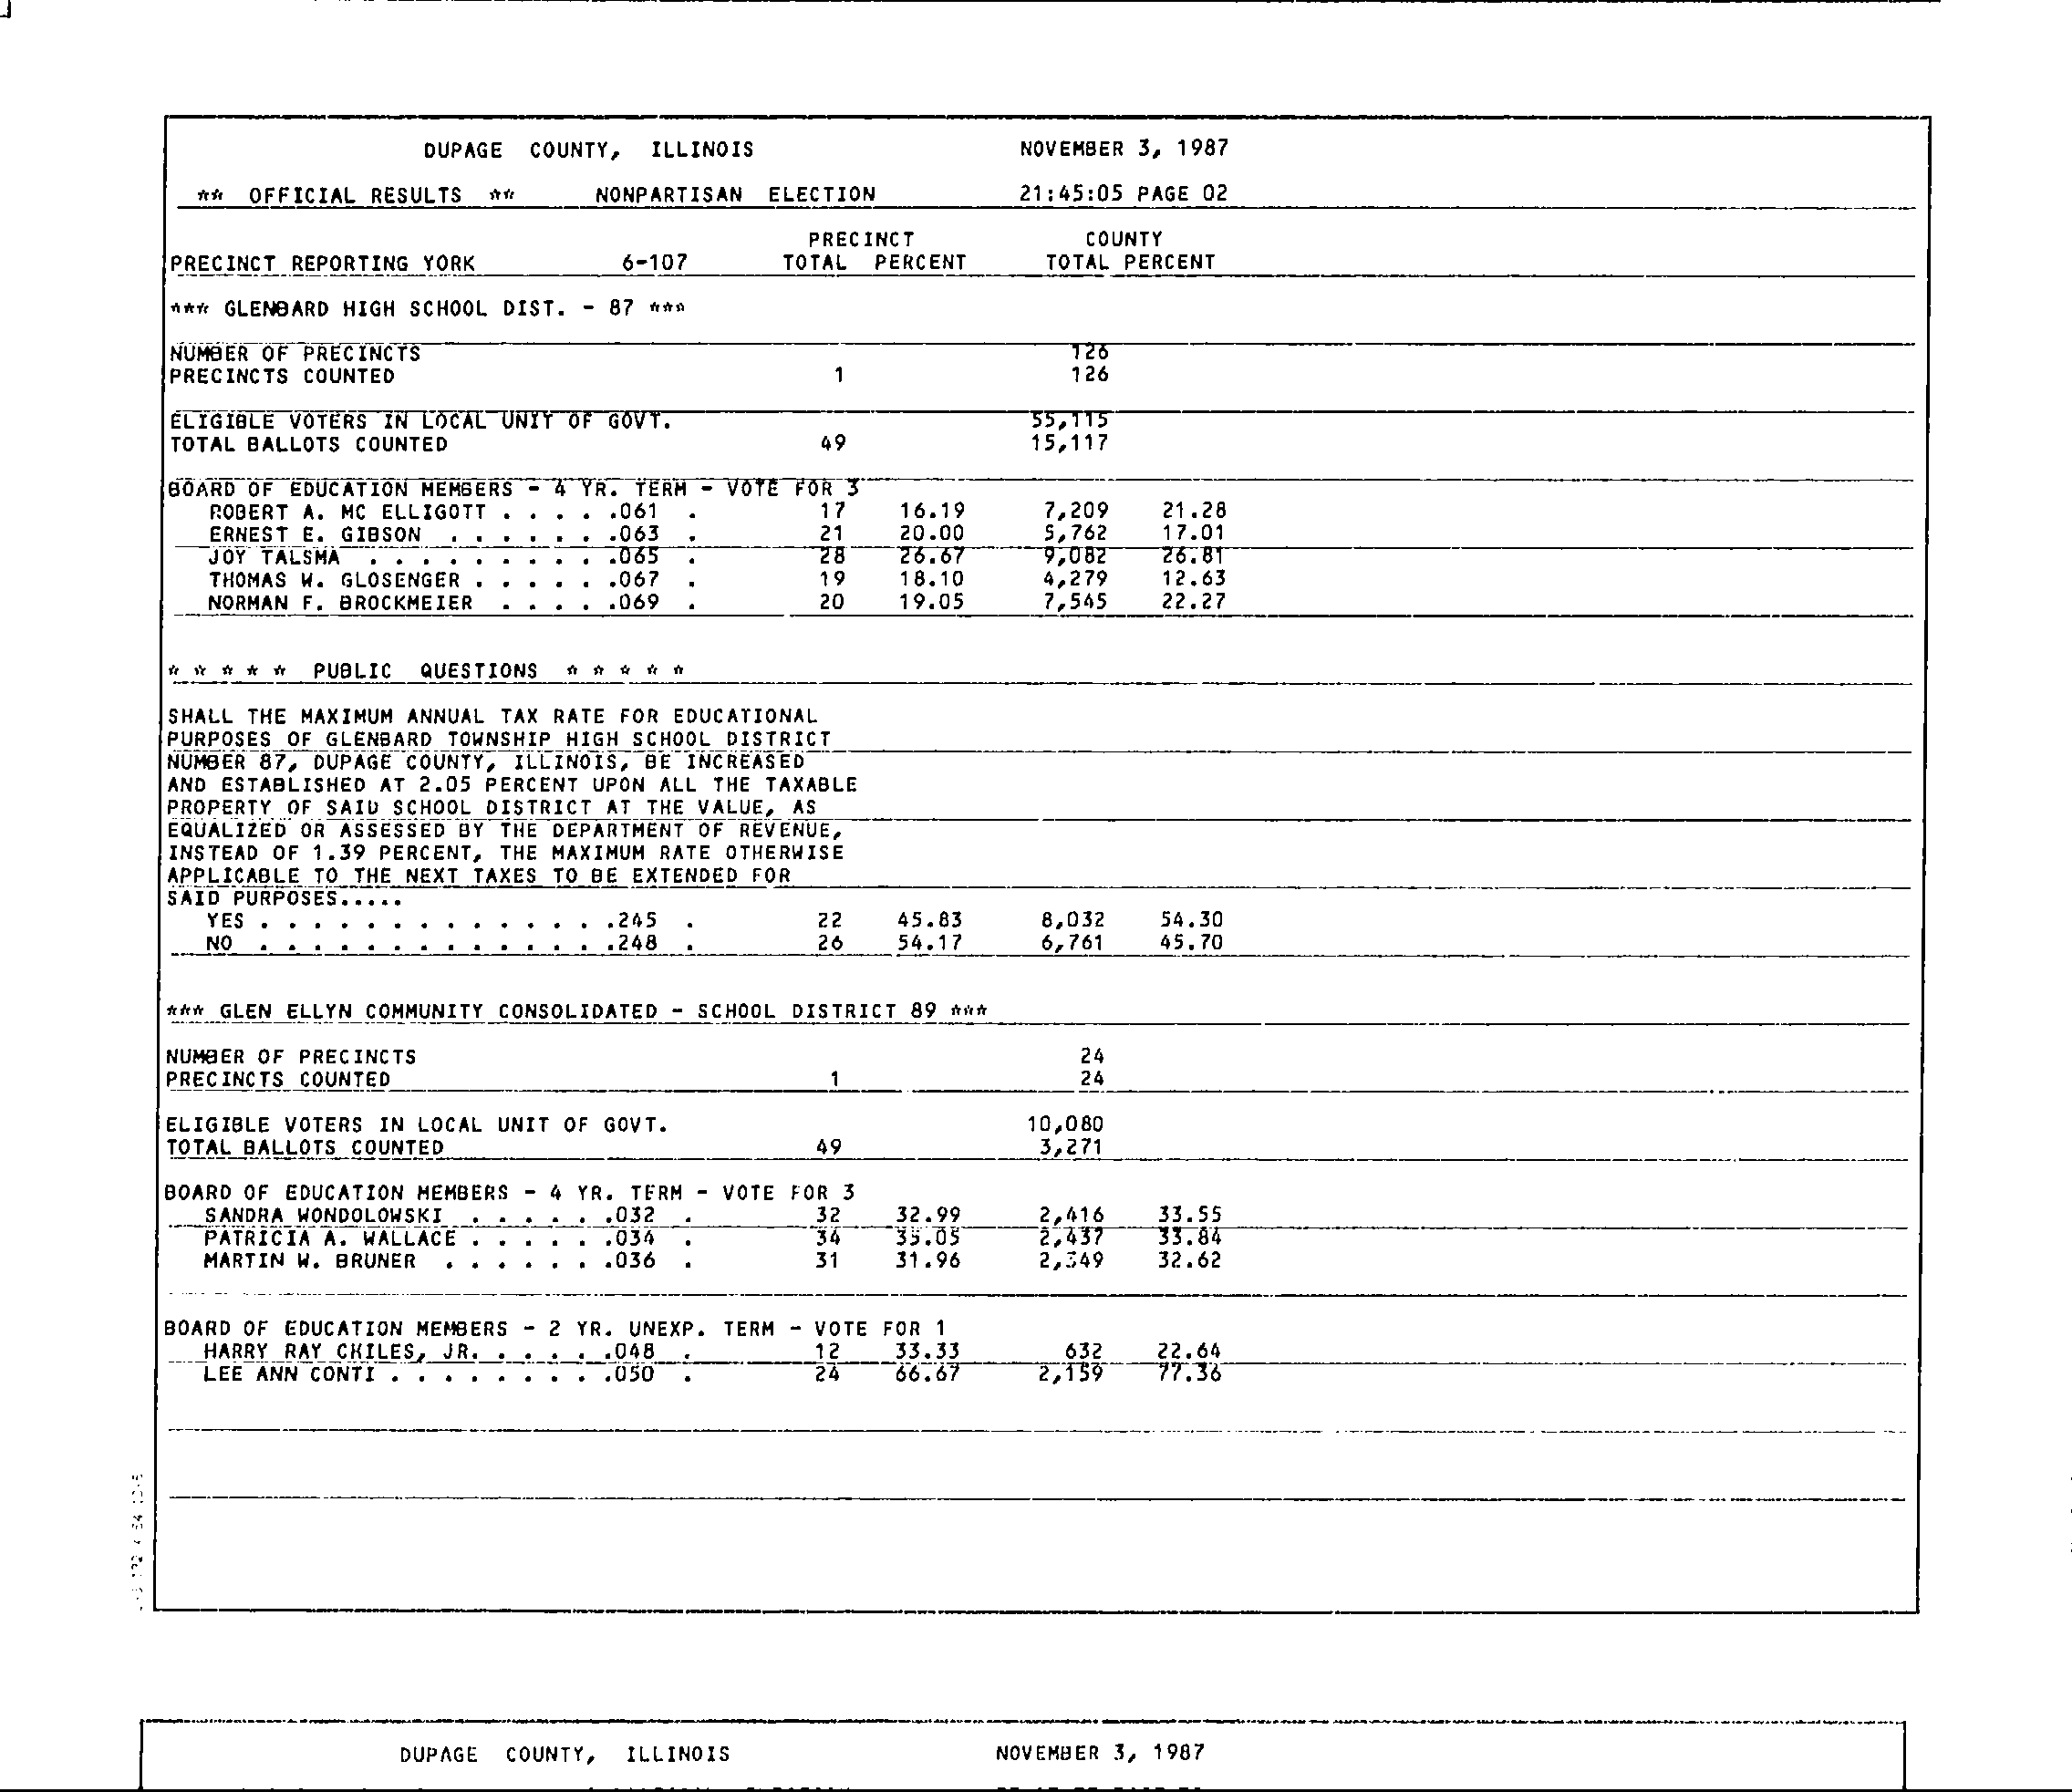 DUPAGE COUNTY, ILLINOIS NOVEMBER 3, 1987
** OFFICIAL RESULTS ** NONPARTISAN ELECTION 21:45:05 PAGE 02
PRECINCT COUNTY
PRECINCT REPORTING YORK 6-107 TOTAL PERCENT TOTAL PERCENT
*** GLENBARD HIGH SCHOOL DIST. - 87 ***
NUMBER OF PRECINCTS 126
PRECINCTS COUNTED 1 126
ELIGIBLE VOTERS IN LOCAL UNIT OF GOVT. 55,115
TOTAL BALLOTS COUNTED 49 15,117
BOARD OF EDUCATION MEMBERS - 4 YR. TERM - VOTE FOR 3
ROBERT A. MC ELLIGOTT . . . . .061 . 17 16.19 7,209 21.28
ERNEST E. GIBSON . . . . . . .063 . 21 20.00 5,762 17.01
JOY TALSMA . . . . . . . . . .065 . 28 26.67 9,082 26.81
THOMAS W. GLOSENGER . . . . . .067 . 19 18.10 4,279 12.63
NORMAN F. BROCKMEIER . . . . .069 . 20 19.05 7,545 22.27
* * * * * PUBLIC QUESTIONS * * * * *
SHALL THE MAXIMUM ANNUAL TAX RATE FOR EDUCATIONAL
PURPOSES OF GLENBARD TOWNSHIP HIGH SCHOOL DISTRICT
NUMBER 87, DUPAGE COUNTY, ILLINOIS, BE INCREASED
AND ESTABLISHED AT 2.05 PERCENT UPON ALL THE TAXABLE
PROPERTY OF SAID SCHOOL DISTRICT AT THE VALUE, AS
EQUALIZED OR ASSESSED BY THE DEPARTMENT OF REVENUE,
INSTEAD OF 1.39 PERCENT, THE MAXIMUM RATE OTHERWISE
APPLICABLE TO THE NEXT TAXES TO BE EXTENDED FOR
SAID PURPOSES.....
YES . . . . . . . . . . . . . .245 . 22 45.83 8,032 54.30
NO . . . . . . . . . . . . . .248 . 26 54.17 6,761 45.70
*** GLEN ELLYN COMMUNITY CONSOLIDATED - SCHOOL DISTRICT 89 ***
NUMBER OF PRECINCTS 24
PRECINCTS COUNTED 1 24
ELIGIBLE VOTERS IN LOCAL UNIT OF GOVT. 10,080
TOTAL BALLOTS COUNTED 49 3,271
BOARD OF EDUCATION MEMBERS - 4 YR. TERM - VOTE FOR 3
SANDRA WONDOLOWSKI . . . . . .032 . 32 32.99 2,416 33.55
PATRICIA A. WALLACE . . . . . .034 . 34 35.05 2,437 33.84
MARTIN W. BRUNER . . . . . . .036 . 31 31.96 2,349 32.62
BOARD OF EDUCATION MEMBERS - 2 YR. UNEXP. TERM - VOTE FOR 1
HARRY RAY CHILES, JR. . . . . .048 . 12 33.33 632 22.64
LEE ANN CONTI . . . . . . . . .050 . 24 66.67 2,159 77.36
DUPAGE COUNTY, ILLINOIS NOVEMBER 3, 1987